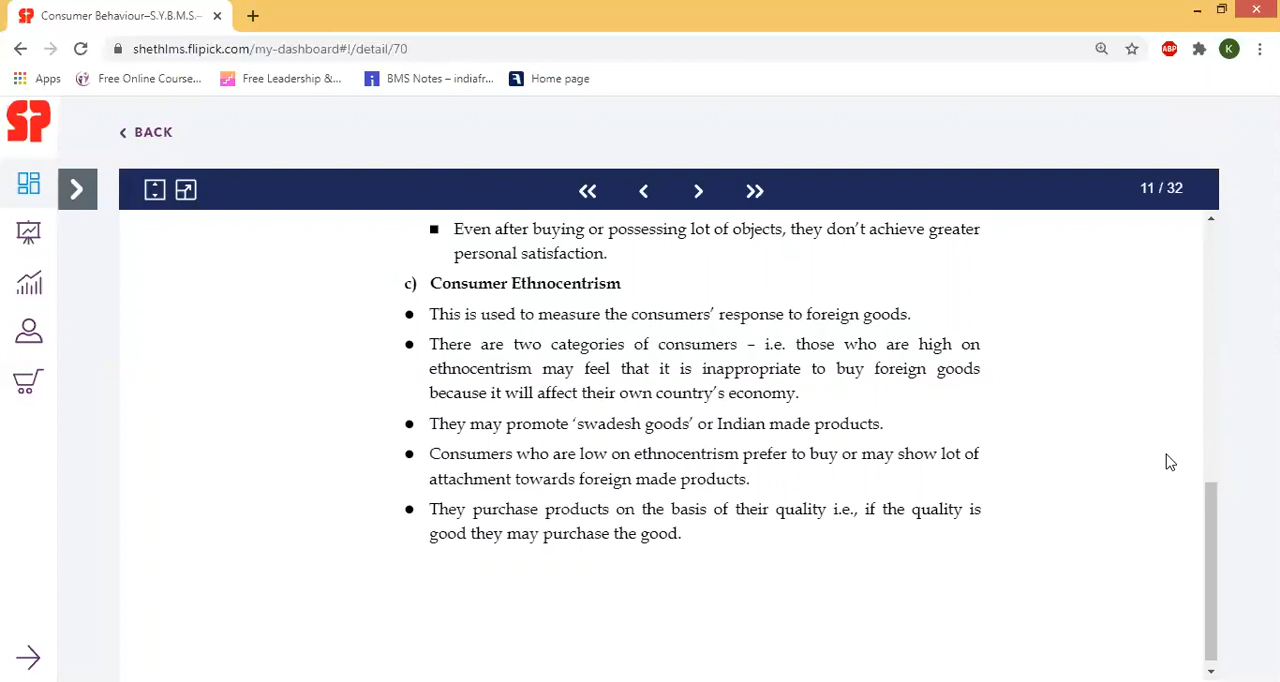 Consumer Behaviour–S.Y.B.M.S.–
shethlms.flipick.com/my-dashboard#!/detail/70
ABP
K
Apps
Free Online Course...
Free Leadership &...
BMS Notes – indiafr...
Home page
SP
BACK
11 / 32
■ Even after buying or possessing lot of objects, they don't achieve greater
personal satisfaction.
c) Consumer Ethnocentrism
● This is used to measure the consumers' response to foreign goods.
● There are two categories of consumers – i.e. those who are high on
ethnocentrism may feel that it is inappropriate to buy foreign goods
because it will affect their own country's economy.
● They may promote 'swadesh goods' or Indian made products.
● Consumers who are low on ethnocentrism prefer to buy or may show lot of
attachment towards foreign made products.
● They purchase products on the basis of their quality i.e., if the quality is
good they may purchase the good.